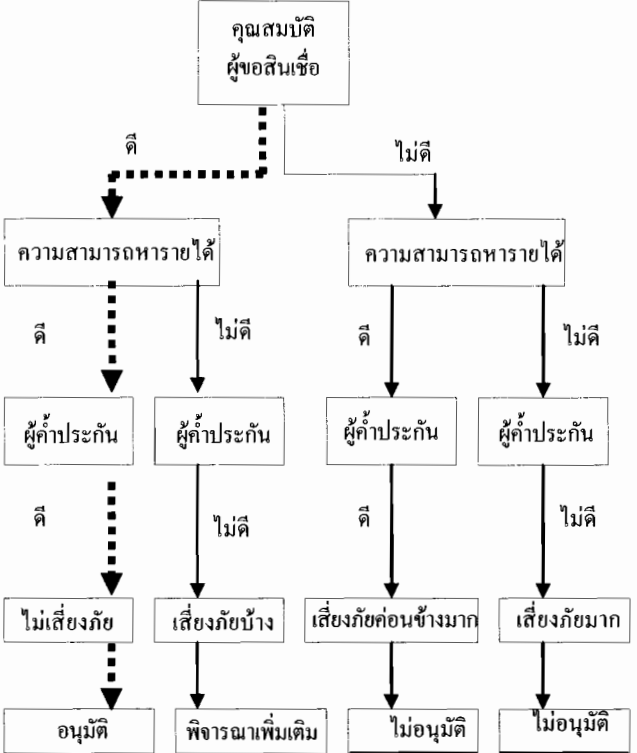 คุณสมบัติ
ผู้ขอสินเชื่อ
ดี
ไม่ดี
ความสามารถหารายได้
ความสามารถหารายได้
ดี
ไม่ดี
ดี
ไม่ดี
ผู้ค้ำประกัน
ผู้ค้ำประกัน
ผู้ค้ำประกัน
ผู้ค้ำประกัน
ดี
ไม่ดี
ดี
ไม่ดี
ไม่เสี่ยงภัย
เสี่ยงภัยบ้าง
เสี่ยงภัยค่อนข้างมาก
เสี่ยงภัยมาก
อนุมัติ
พิจารณาเพิ่มเติม
ไม่อนุมัติ
ไม่อนุมัติ